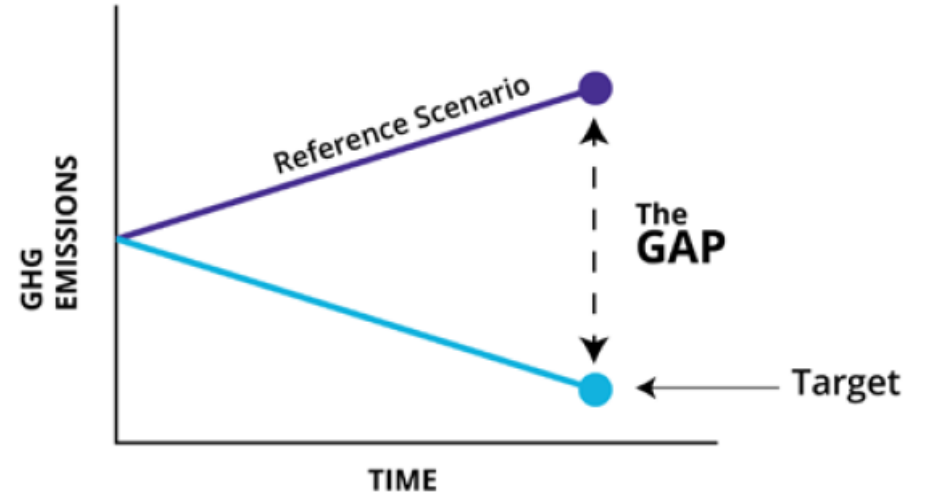 Reference Scenario
The
GAP
GHG
EMISSIONS
Target
TIME